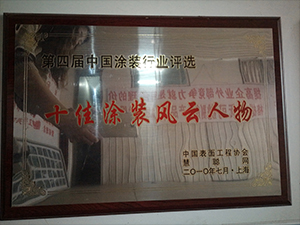 第四届中国涂装行业评选
十佳涂装风云人物
中国表面工程协会
慧聪网
二〇一〇年七月·上海